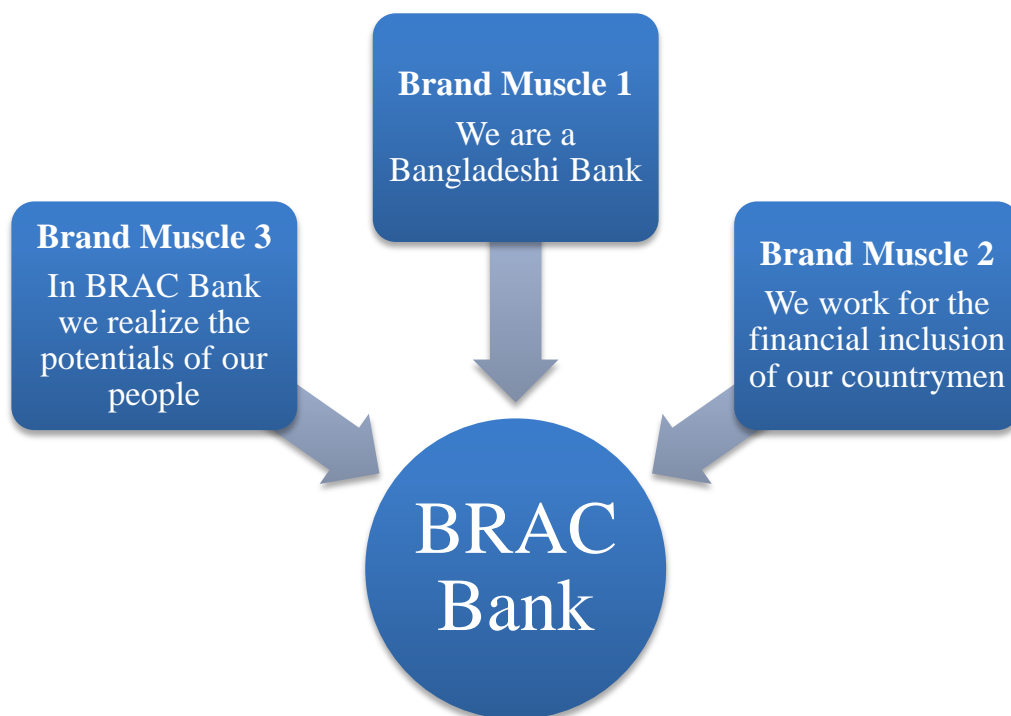 Brand Muscle 1
We are a
Bangladeshi Bank
Brand Muscle 3
In BRAC Bank
we realize the
potentials of our
people
Brand Muscle 2
We work for the
financial inclusion
of our countrymen
BRAC
Bank